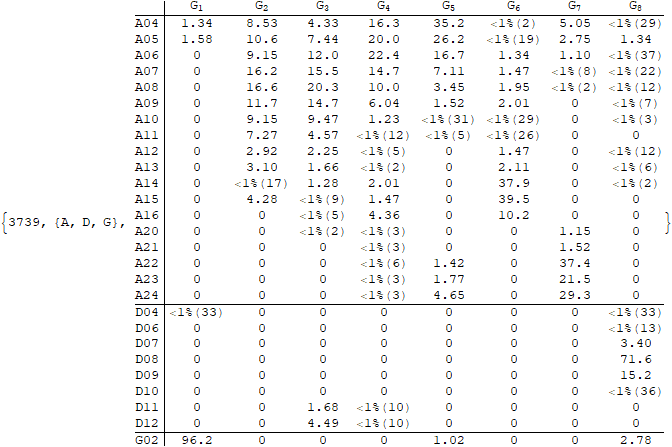 G₁ G₂ G₃ G₄ G₅ G₆ G₇ G₈
A04 1.34 8.53 4.33 16.3 35.2 <1%(2) 5.05 <1%(29)
A05 1.58 10.6 7.44 20.0 26.2 <1%(19) 2.75 1.34
A06 0 9.15 12.0 22.4 16.7 1.34 1.10 <1%(37)
A07 0 16.2 15.5 14.7 7.11 1.47 <1%(8) <1%(22)
A08 0 16.6 20.3 10.0 3.45 1.95 <1%(2) <1%(12)
A09 0 11.7 14.7 6.04 1.52 2.01 0 <1%(7)
A10 0 9.15 9.47 1.23 <1%(31) <1%(29) 0 <1%(3)
A11 0 7.27 4.57 <1%(12) <1%(5) <1%(26) 0 0
A12 0 2.92 2.25 <1%(5) 0 1.47 0 <1%(12)
A13 0 3.10 1.66 <1%(2) 0 2.11 0 <1%(6)
A14 0 <1%(17) 1.28 2.01 0 37.9 0 <1%(2)
A15 0 4.28 <1%(9) 1.47 0 39.5 0 0
{3739, {A, D, G}, A16 0 0 <1%(5) 4.36 0 10.2 0 0 }
A20 0 0 <1%(2) <1%(3) 0 0 1.15 0
A21 0 0 0 <1%(3) 0 0 1.52 0
A22 0 0 0 <1%(6) 1.42 0 37.4 0
A23 0 0 0 <1%(3) 1.77 0 21.5 0
A24 0 0 0 <1%(3) 4.65 0 29.3 0
D04 <1%(33) 0 0 0 0 0 0 <1%(33)
D06 0 0 0 0 0 0 0 <1%(13)
D07 0 0 0 0 0 0 0 3.40
D08 0 0 0 0 0 0 0 71.6
D09 0 0 0 0 0 0 0 15.2
D10 0 0 0 0 0 0 0 <1%(36)
D11 0 0 1.68 <1%(10) 0 0 0 0
D12 0 0 4.49 <1%(10) 0 0 0 0
G02 96.2 0 0 0 1.02 0 0 2.78